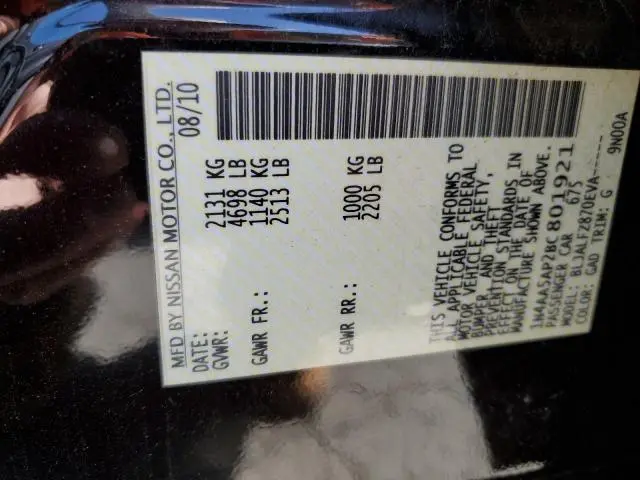 MFD BY NISSAN MOTOR CO., LTD.
DATE: 08/10
GVWR: 2131 KG
4698 LB
GAWR FR.: 1140 KG
2513 LB
GAWR RR.: 1000 KG
2205 LB
THIS VEHICLE CONFORMS TO
ALL APPLICABLE FEDERAL
MOTOR VEHICLE SAFETY,
BUMPER, AND THEFT
PREVENTION STANDARDS IN
EFFECT ON THE DATE OF
MANUFACTURE SHOWN ABOVE.
1N4AA5AP2BC801921
PASSENGER CAR 675
MODEL: BLJALFZ870EVA-----
COLOR: GAD TRIM: G 9N00A